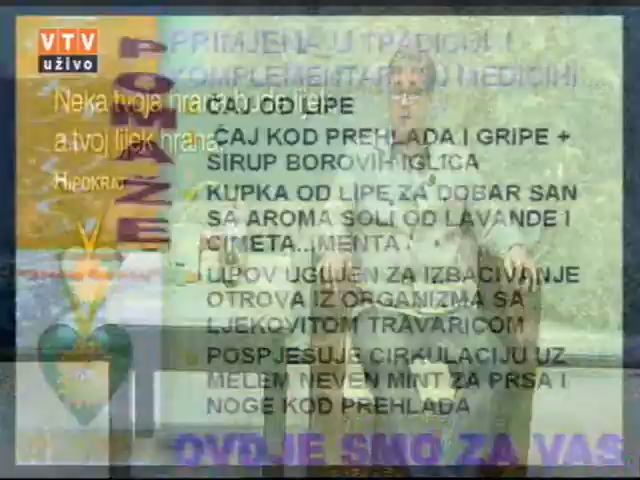 VTV
uživo
POMAŽE
PRIMJENA U TRADICIJI I
KOMPLEMENTARNOJ MEDICINI...
Neka tvoja hrana bude lijek,
a tvoj lijek hrana.
HIPOKRAT
ČAJ OD LIPE
ČAJ KOD PREHLADA I GRIPE +
SIRUP BOROVIH IGLICA
KUPKA OD LIPE ZA DOBAR SAN
SA AROMA SOLI OD LAVANDE I
CIMETA...MENTA
LIPOV UGLJEN ZA IZBACIVANJE
OTROVA IZ ORGANIZMA SA
LJEKOVITOM TRAVARICOM
POSPJEŠUJE CIRKULACIJU UZ
MELEM NEVEN MINT ZA PRSA I
NOGE KOD PREHLADA
OVDJE SMO ZA VAS